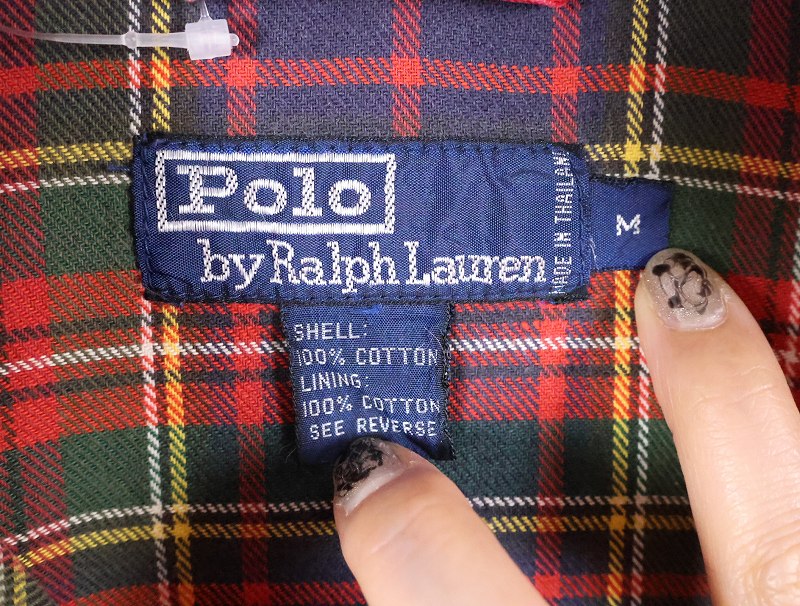 Polo
by Ralph Lauren
MADE IN THAILAND
M
SHELL:
100% COTTON
LINING:
100% COTTON
SEE REVERSE